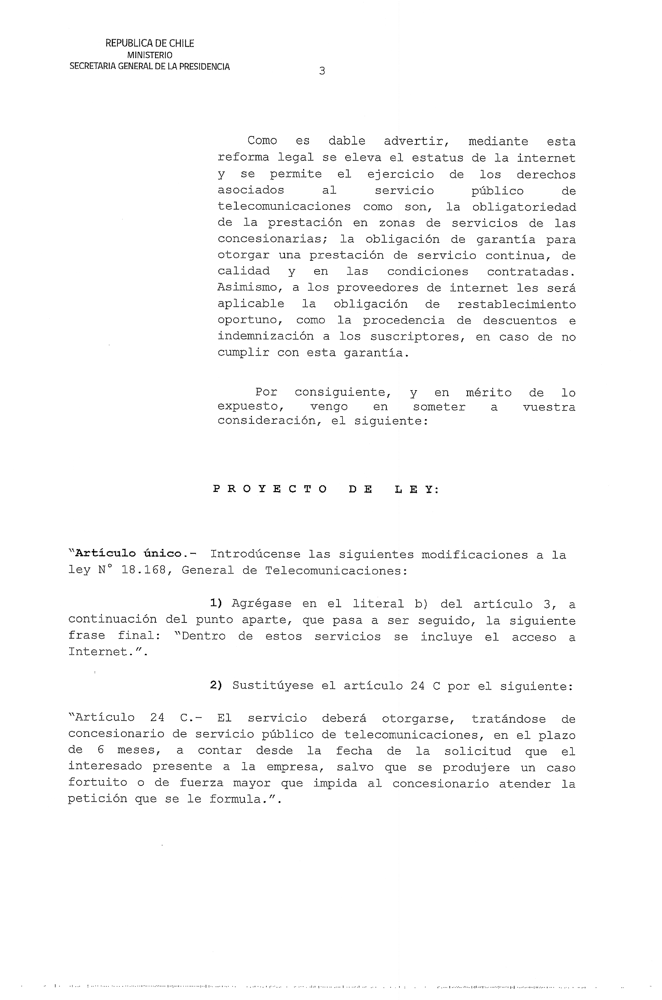 REPUBLICA DE CHILE
MINISTERIO
SECRETARIA GENERAL DE LA PRESIDENCIA
3
Como es dable advertir, mediante esta
reforma legal se eleva el estatus de la internet
y se permite el ejercicio de los derechos
asociados al servicio público de
telecomunicaciones como son, la obligatoriedad
de la prestación en zonas de servicios de las
concesionarias; la obligación de garantía para
otorgar una prestación de servicio continua, de
calidad y en las condiciones contratadas.
Asimismo, a los proveedores de internet les será
aplicable la obligación de restablecimiento
oportuno, como la procedencia de descuentos e
indemnización a los suscriptores, en caso de no
cumplir con esta garantía.
Por consiguiente, y en mérito de lo
expuesto, vengo en someter a vuestra
consideración, el siguiente:
P R O Y E C T O D E L E Y:
"Artículo único.- Introdúcense las siguientes modificaciones a la
ley N° 18.168, General de Telecomunicaciones:
1) Agrégase en el literal b) del artículo 3, a
continuación del punto aparte, que pasa a ser seguido, la siguiente
frase final: "Dentro de estos servicios se incluye el acceso a
Internet.".
2) Sustitúyese el artículo 24 C por el siguiente:
"Artículo 24 C.- El servicio deberá otorgarse, tratándose de
concesionario de servicio público de telecomunicaciones, en el plazo
de 6 meses, a contar desde la fecha de la solicitud que el
interesado presente a la empresa, salvo que se produjere un caso
fortuito o de fuerza mayor que impida al concesionario atender la
petición que se le formula.".